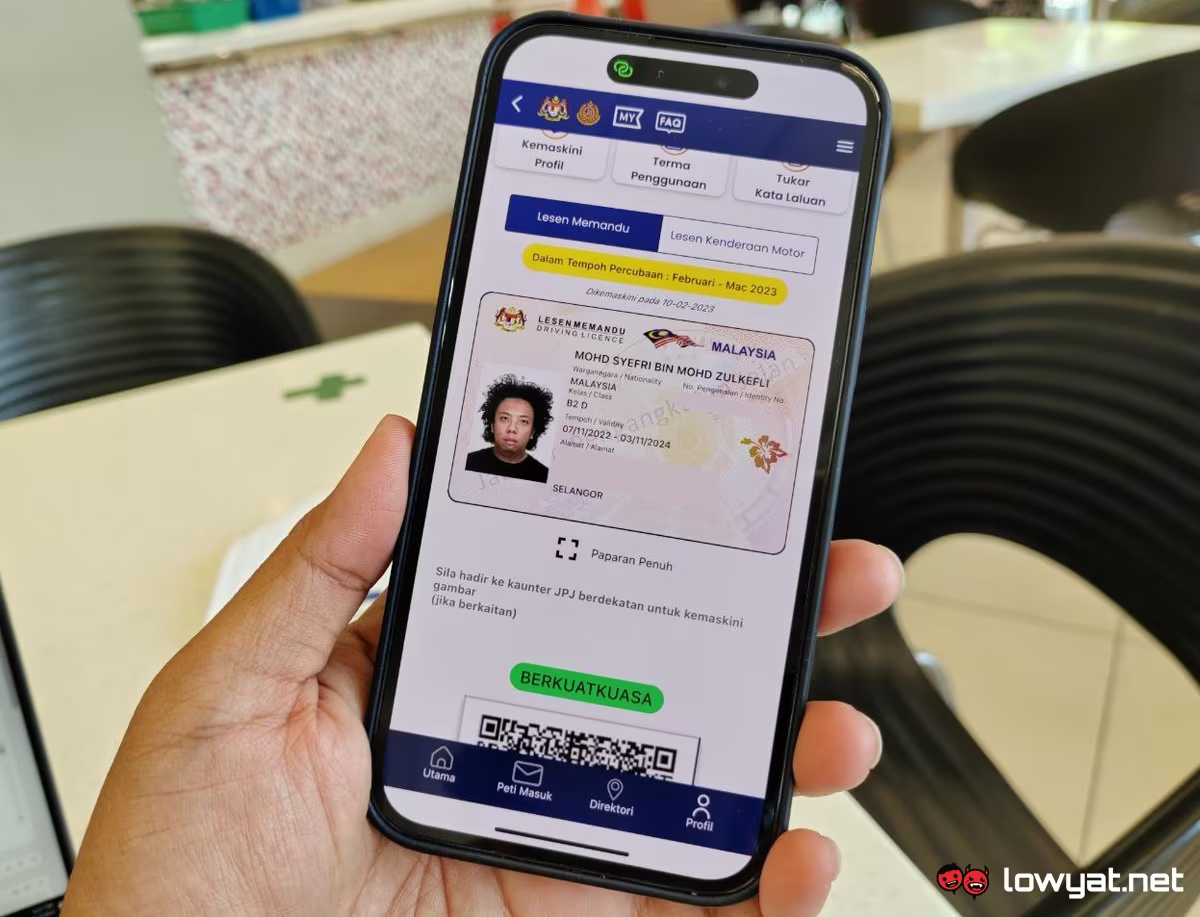 MY
FAQ
Kemaskini
Profil
Terma
Penggunaan
Tukar
Kata Laluan
Lesen Memandu
Lesen Kenderaan Motor
Dalam Tempoh Percubaan : Februari - Mac 2023
Dikemaskini pada 10-02-2023
LESEN MEMANDU
DRIVING LICENCE
MALAYSIA
MOHD SYEFRI BIN MOHD ZULKEFLI
Warganegara / Nationality
No. Pengenalan / Identity No.
MALAYSIA
Kelas / Class
B2 D
Tempoh / Validity
07/11/2022 - 03/11/2024
Alamat / Alamat
SELANGOR
Paparan Penuh
Sila hadir ke kaunter JPJ berdekatan untuk kemaskini
gambar
(jika berkaitan)
BERKUATKUASA
Utama
Peti Masuk
Direktori
Profil
lowyat.net